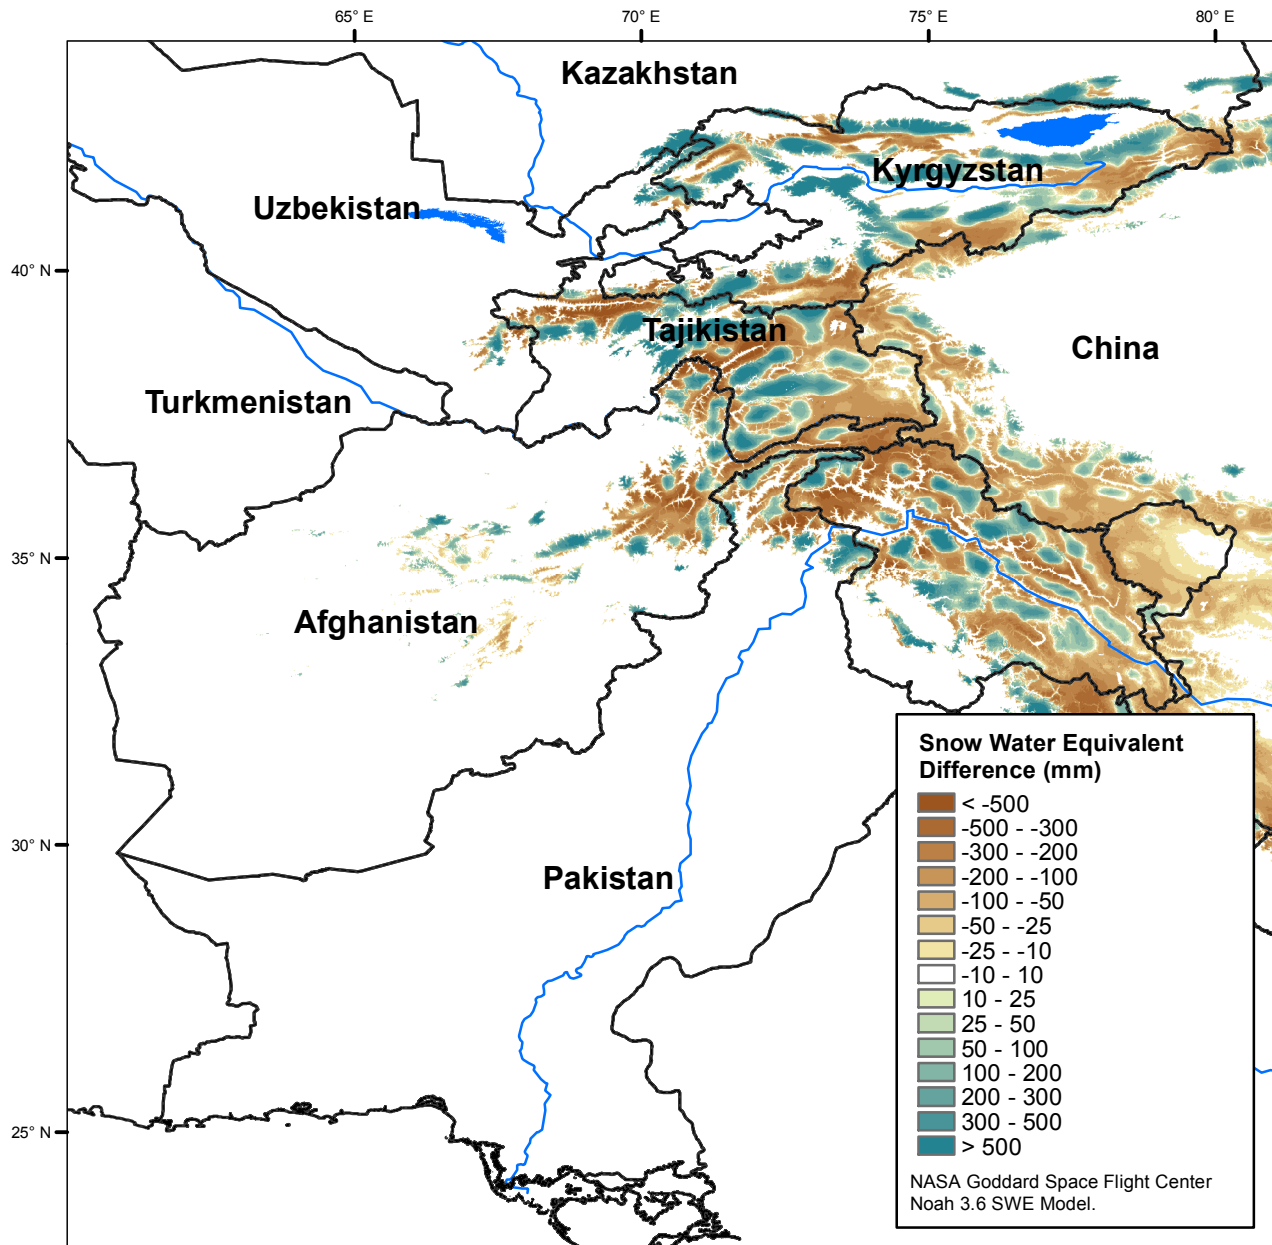 65° E
70° E
75° E
80° E
Kazakhstan
Kyrgyzstan
Uzbekistan
40° N
Tajikistan
China
Turkmenistan
35° N
Afghanistan
Snow Water Equivalent
Difference (mm)
< -500
-500 - -300
-300 - -200
-200 - -100
-100 - -50
-50 - -25
-25 - -10
-10 - 10
10 - 25
25 - 50
50 - 100
100 - 200
200 - 300
300 - 500
> 500
30° N
Pakistan
25° N
NASA Goddard Space Flight Center
Noah 3.6 SWE Model.